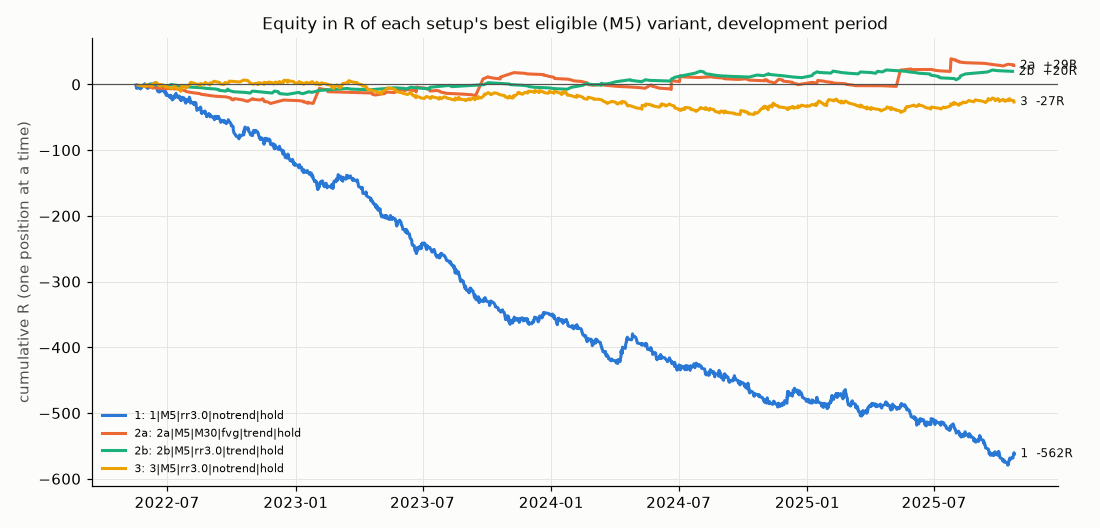 Equity in R of each setup's best eligible (M5) variant, development period
cumulative R (one position at a time)
0
−100
−200
−300
−400
−500
−600
2a +29R
2b +20R
3 -27R
1 -562R
1: 1|M5|rr3.0|notrend|hold
2a: 2a|M5|M30|fvg|trend|hold
2b: 2b|M5|rr3.0|trend|hold
3: 3|M5|rr3.0|notrend|hold
2022-07 2023-01 2023-07 2024-01 2024-07 2025-01 2025-07